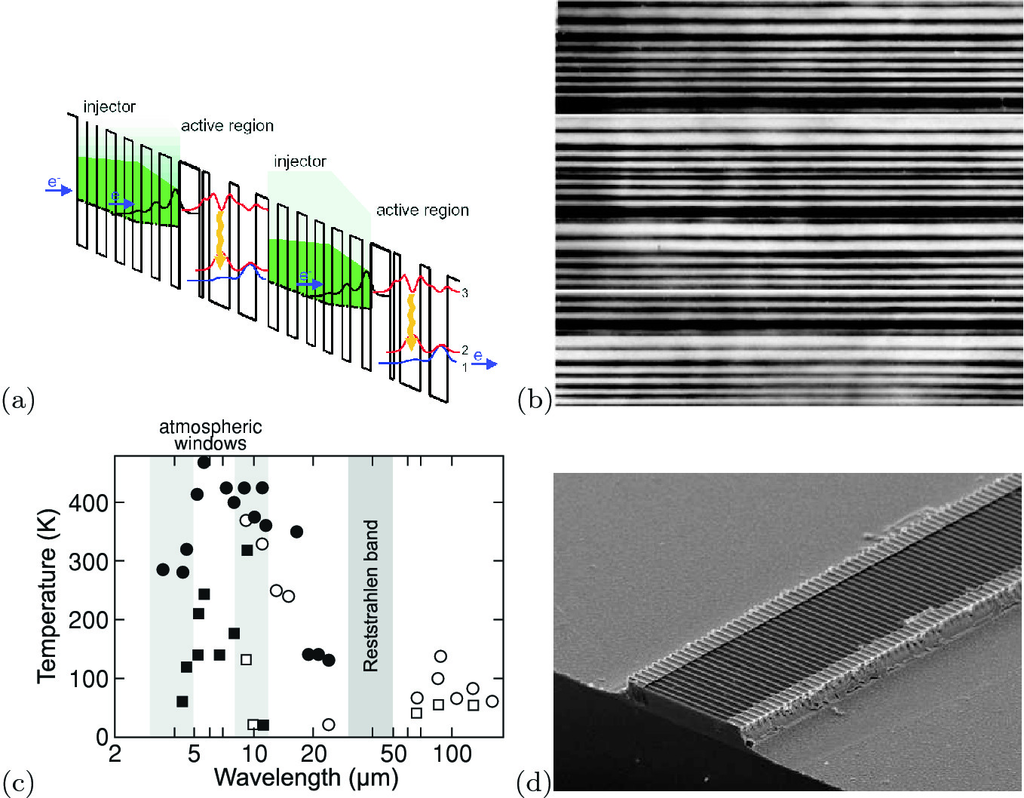 injector
active region
injector
active region
e-
e
e-
3
2
1
e
(a)
(b)
atmospheric
windows
Temperature (K)
400
300
200
100
0
Reststrahlen band
2
5
10
20
50
100
Wavelength (µm)
(c)
(d)